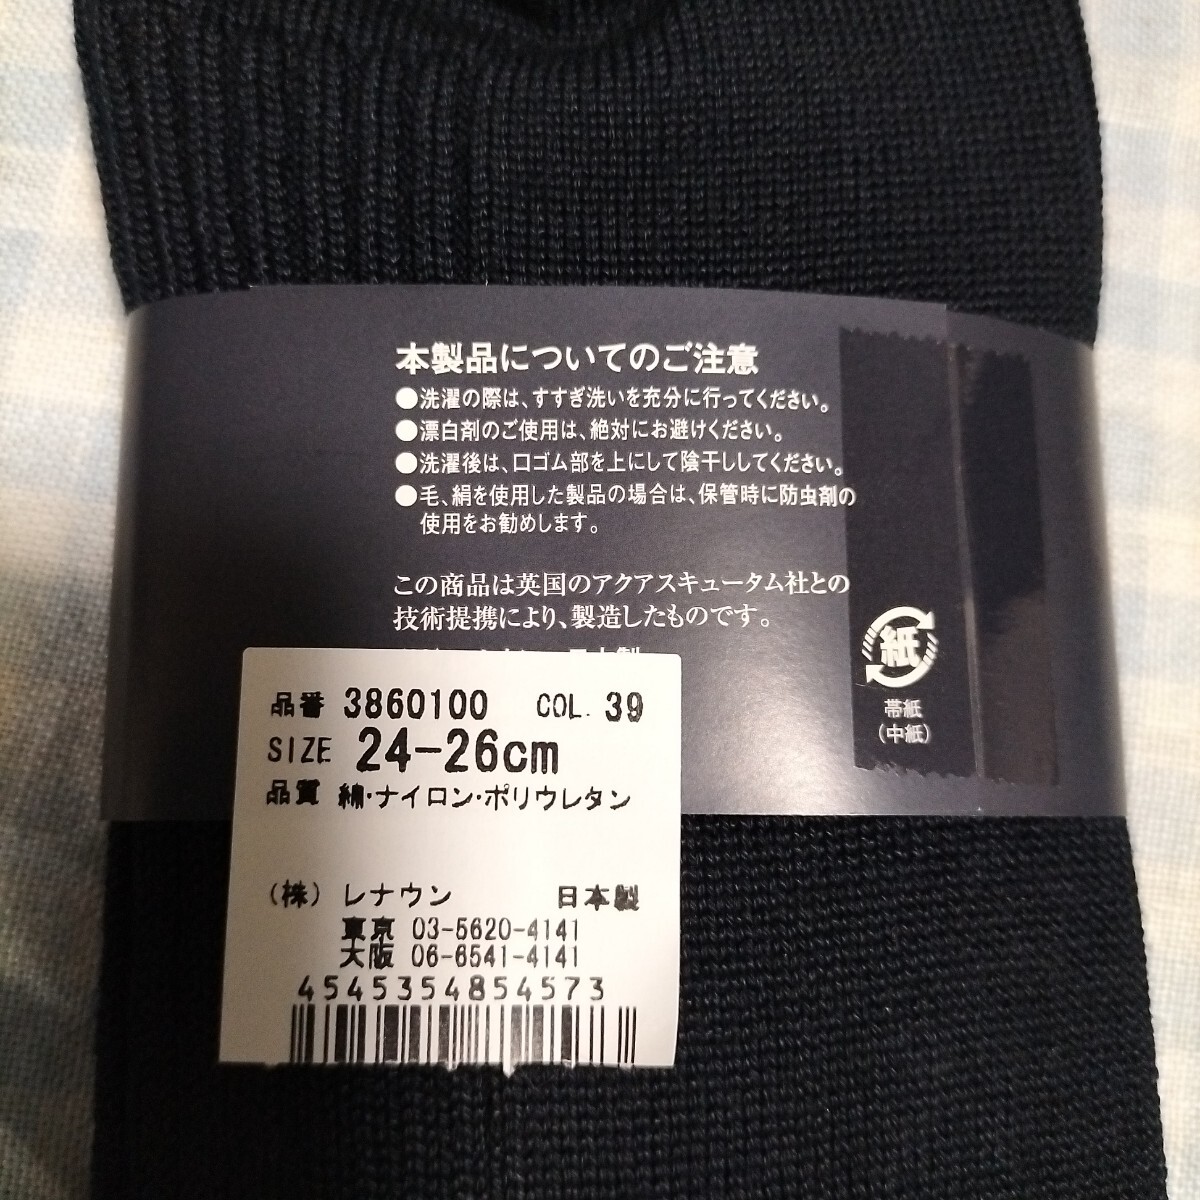 本製品についてのご注意
●洗濯の際は、すすぎ洗いを充分に行ってください。
●漂白剤のご使用は、絶対にお避けください。
●洗濯後は、口ゴム部を上にして陰干ししてください。
●毛、絹を使用した製品の場合は、保管時に防虫剤の
使用をお勧めします。
この商品は英国のアクアスキュータム社との
技術提携により、製造したものです。
紙
帯紙
(中紙)
品番 3860100 COL. 39
SIZE 24-26cm
品質 綿・ナイロン・ポリウレタン
(株) レナウン 日本製
東京 03-5620-4141
大阪 06-6541-4141
4545354854573